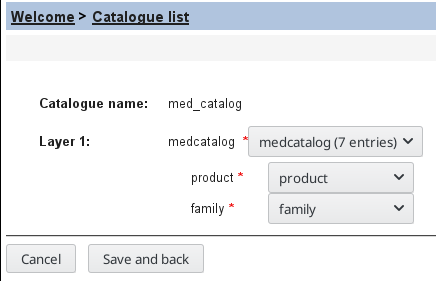 Welcome > Catalogue list
Catalogue name: med_catalog
Layer 1: medcatalog * medcatalog (7 entries)
product * product
family * family
Cancel Save and back